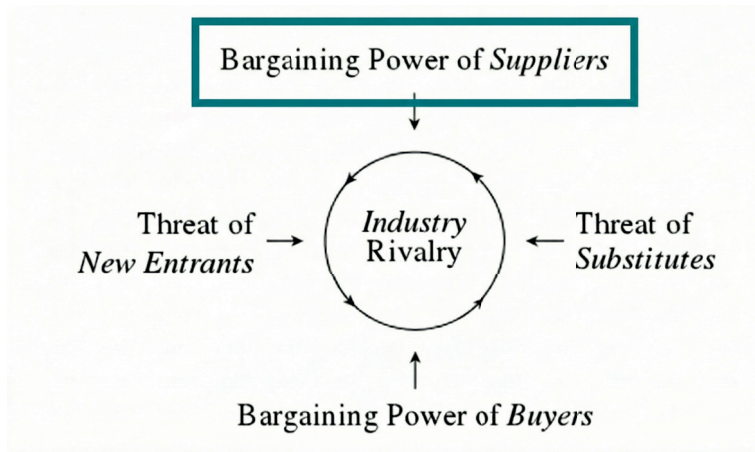 Bargaining Power of Suppliers
Threat of
New Entrants
Industry
Rivalry
Threat of
Substitutes
Bargaining Power of Buyers